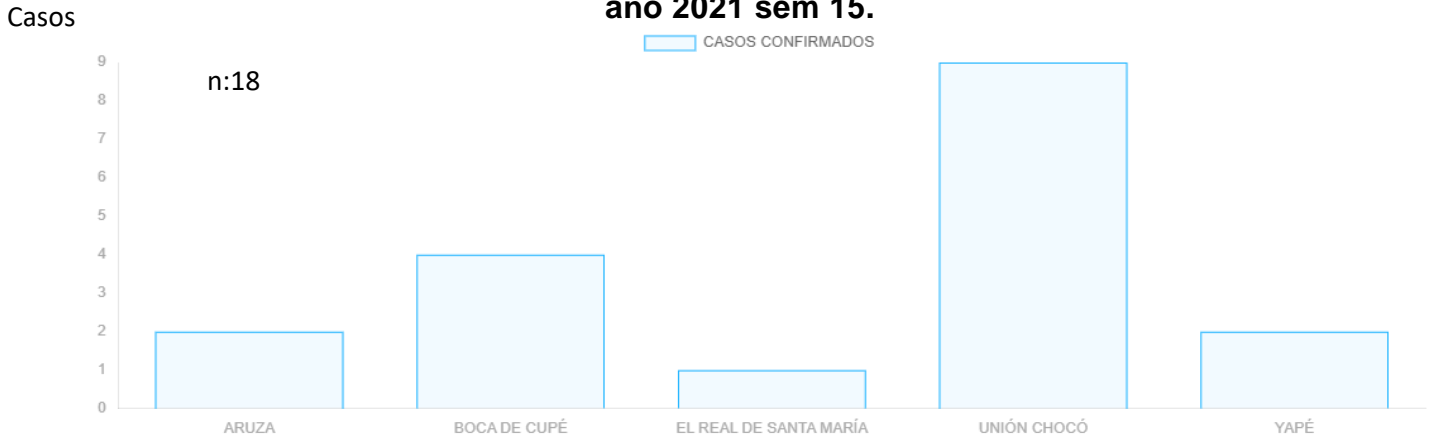 año 2021 sem 15.
Casos
CASOS CONFIRMADOS
n:18
9
8
7
6
5
4
3
2
1
0
ARUZA BOCA DE CUPÉ EL REAL DE SANTA MARÍA UNIÓN CHOCÓ YAPÉ